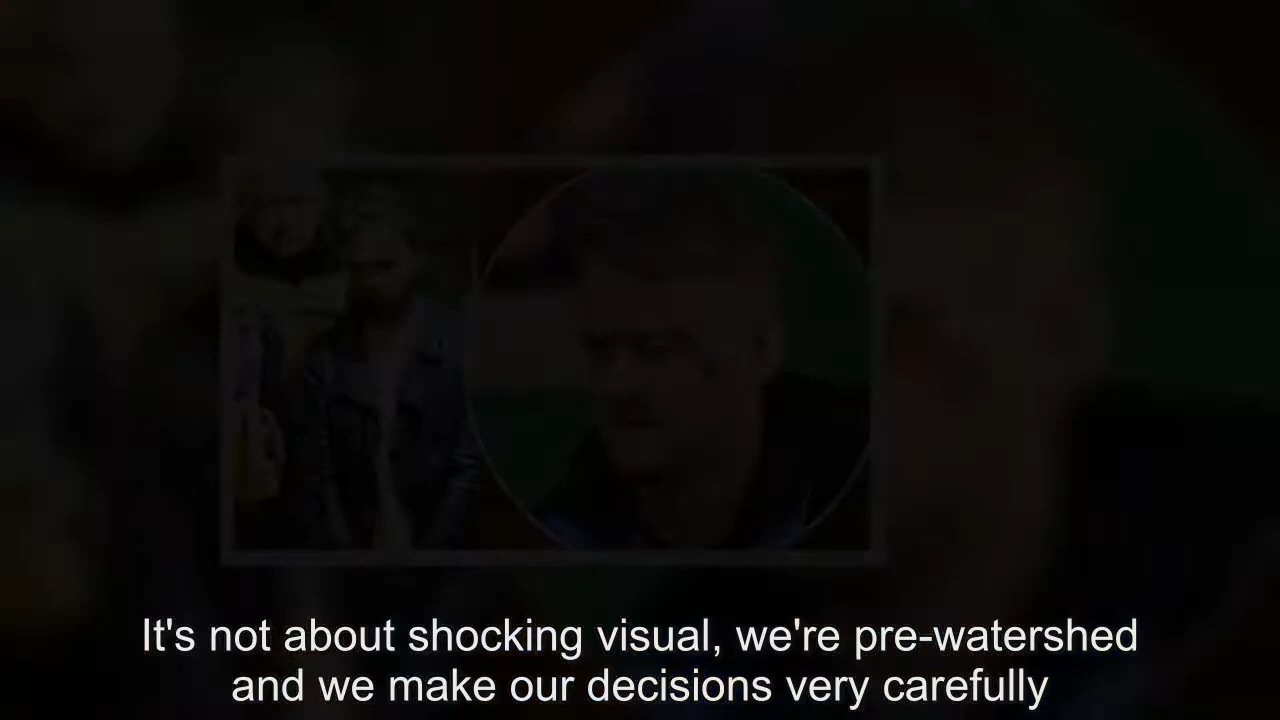 It's not about shocking visual, we're pre-watershed
and we make our decisions very carefully